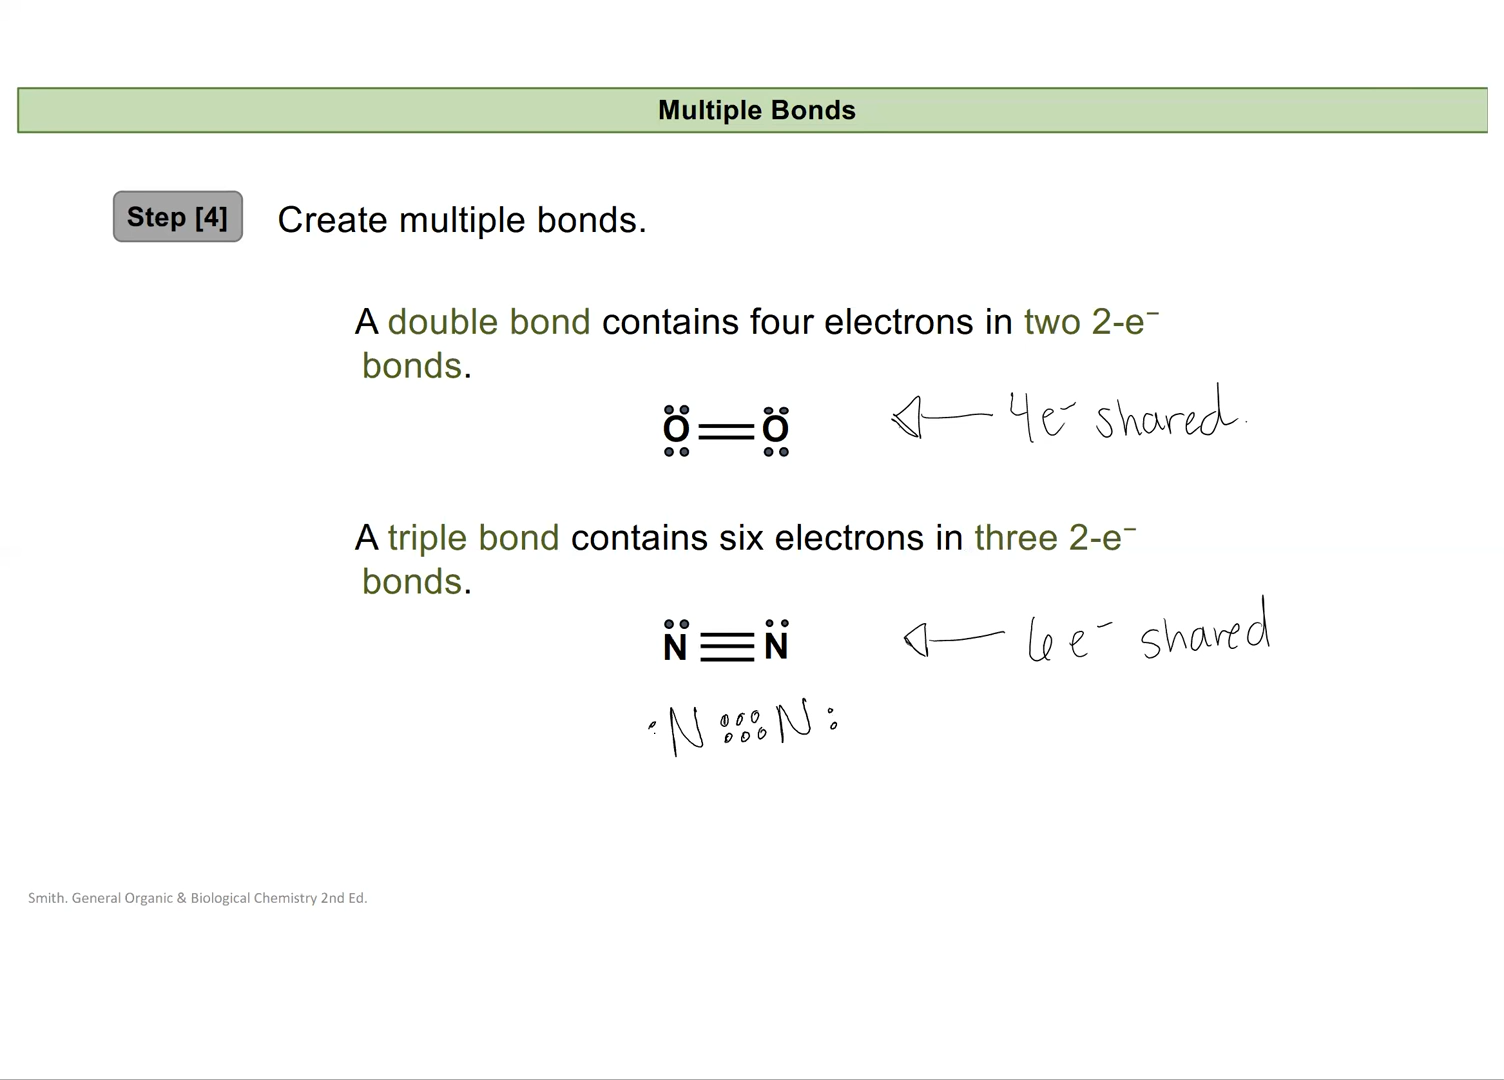 Multiple Bonds
Step [4] Create multiple bonds.
A double bond contains four electrons in two 2-e⁻
bonds.
O=O 4e⁻ shared.
A triple bond contains six electrons in three 2-e⁻
bonds.
N≡N 6e⁻ shared
:N:::N:
Smith. General Organic & Biological Chemistry 2nd Ed.